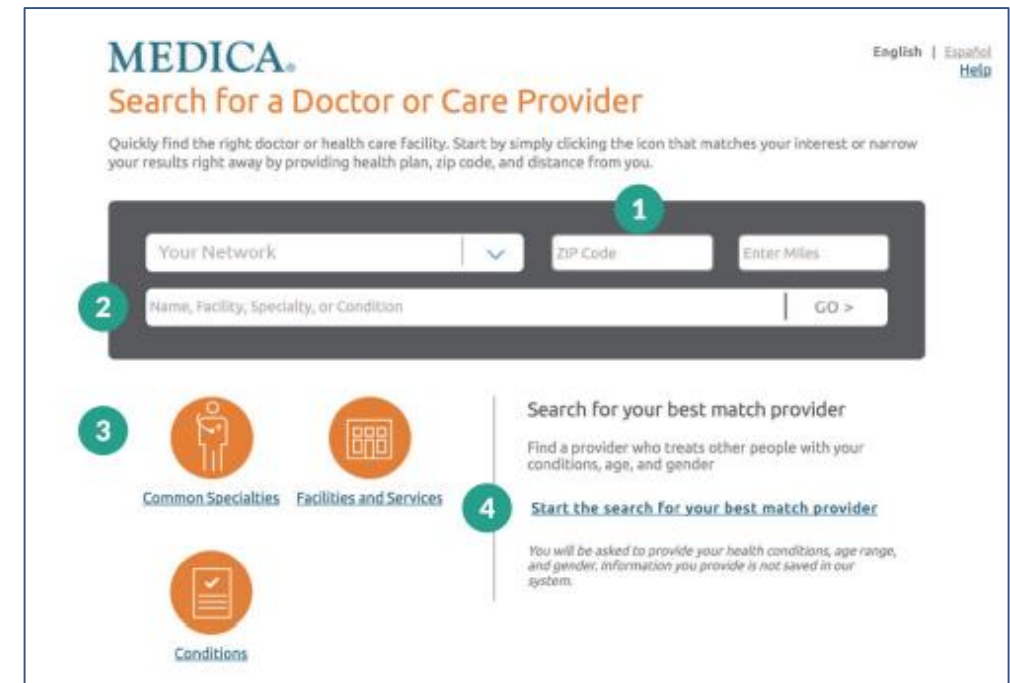 MEDICA®
English | Español
Help
Search for a Doctor or Care Provider
Quickly find the right doctor or health care facility. Start by simply clicking the icon that matches your interest or narrow
your results right away by providing health plan, zip code, and distance from you.
1
Your Network
ZIP Code
Enter Miles
2
Name, Facility, Specialty, or Condition
GO >
3
Common Specialties
Facilities and Services
Conditions
Search for your best match provider
Find a provider who treats other people with your
conditions, age, and gender
4
Start the search for your best match provider
You will be asked to provide your health conditions, age range,
and gender. Information you provide is not saved in our
system.